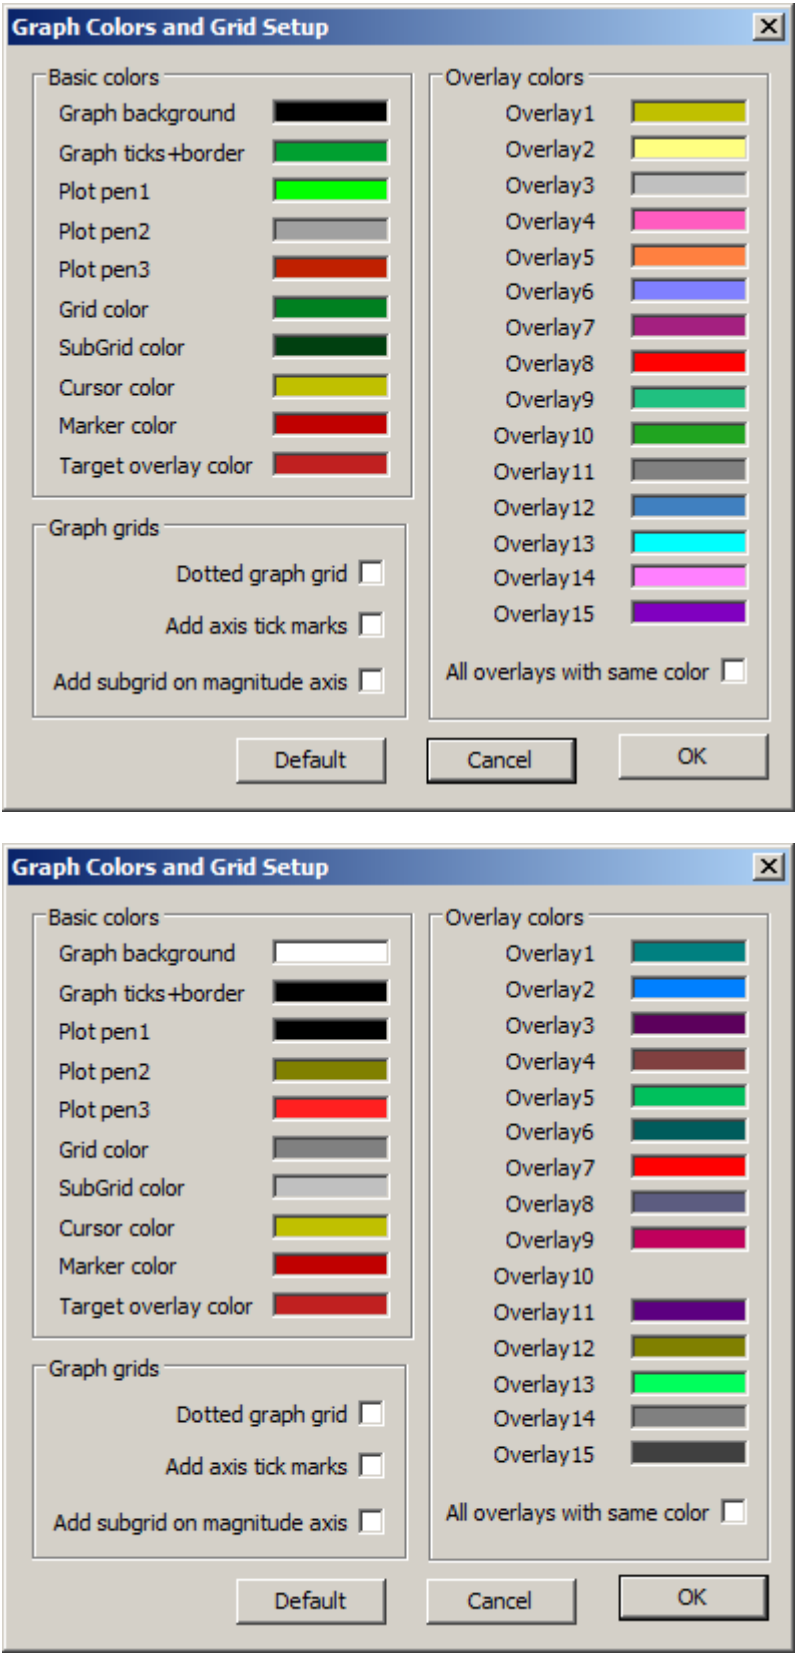 Graph Colors and Grid Setup
Basic colors
Graph background
Graph ticks+border
Plot pen1
Plot pen2
Plot pen3
Grid color
SubGrid color
Cursor color
Marker color
Target overlay color
Graph grids
Dotted graph grid
Add axis tick marks
Add subgrid on magnitude axis
Overlay colors
Overlay1
Overlay2
Overlay3
Overlay4
Overlay5
Overlay6
Overlay7
Overlay8
Overlay9
Overlay10
Overlay11
Overlay12
Overlay13
Overlay14
Overlay15
All overlays with same color
Default
Cancel
OK
Graph Colors and Grid Setup
Basic colors
Graph background
Graph ticks+border
Plot pen1
Plot pen2
Plot pen3
Grid color
SubGrid color
Cursor color
Marker color
Target overlay color
Graph grids
Dotted graph grid
Add axis tick marks
Add subgrid on magnitude axis
Overlay colors
Overlay1
Overlay2
Overlay3
Overlay4
Overlay5
Overlay6
Overlay7
Overlay8
Overlay9
Overlay10
Overlay11
Overlay12
Overlay13
Overlay14
Overlay15
All overlays with same color
Default
Cancel
OK